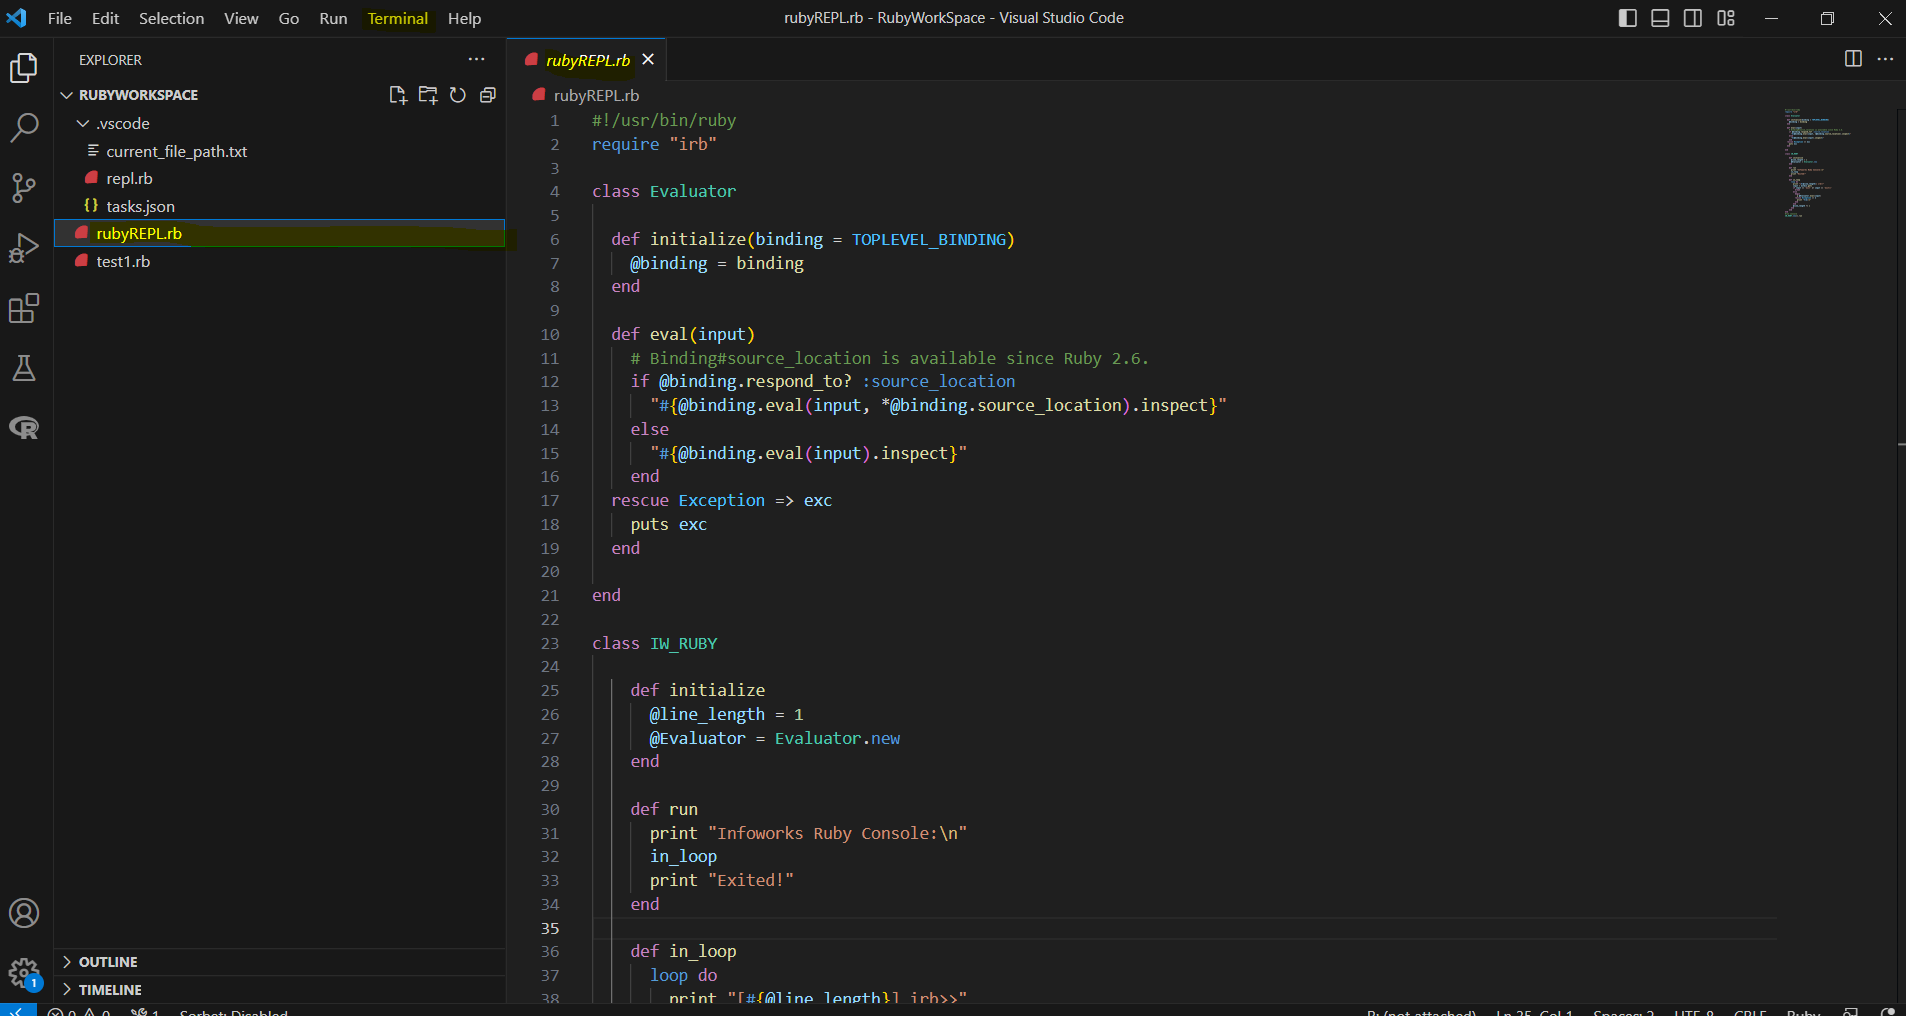 File Edit Selection View Go Run Terminal Help
rubyREPL.rb - RubyWorkSpace - Visual Studio Code
EXPLORER
RUBYWORKSPACE
.vscode
current_file_path.txt
repl.rb
tasks.json
rubyREPL.rb
test1.rb
OUTLINE
TIMELINE
1
rubyREPL.rb
rubyREPL.rb
1 #!/usr/bin/ruby
2 require "irb"
3
4 class Evaluator
5
6 def initialize(binding = TOPLEVEL_BINDING)
7 @binding = binding
8 end
9
10 def eval(input)
11 # Binding#source_location is available since Ruby 2.6.
12 if @binding.respond_to? :source_location
13 "#{@binding.eval(input, *@binding.source_location).inspect}"
14 else
15 "#{@binding.eval(input).inspect}"
16 end
17 rescue Exception => exc
18 puts exc
19 end
20
21 end
22
23 class IW_RUBY
24
25 def initialize
26 @line_length = 1
27 @Evaluator = Evaluator.new
28 end
29
30 def run
31 print "Infoworks Ruby Console:\n"
32 in_loop
33 print "Exited!"
34 end
35
36 def in_loop
37 loop do
38 print "[#{@line_length}] irb>>"
0 0 1 Sorbet: Disabled
R: (not attached) Ln 35, Col 1 Spaces: 2 UTF-8 CRLF Ruby